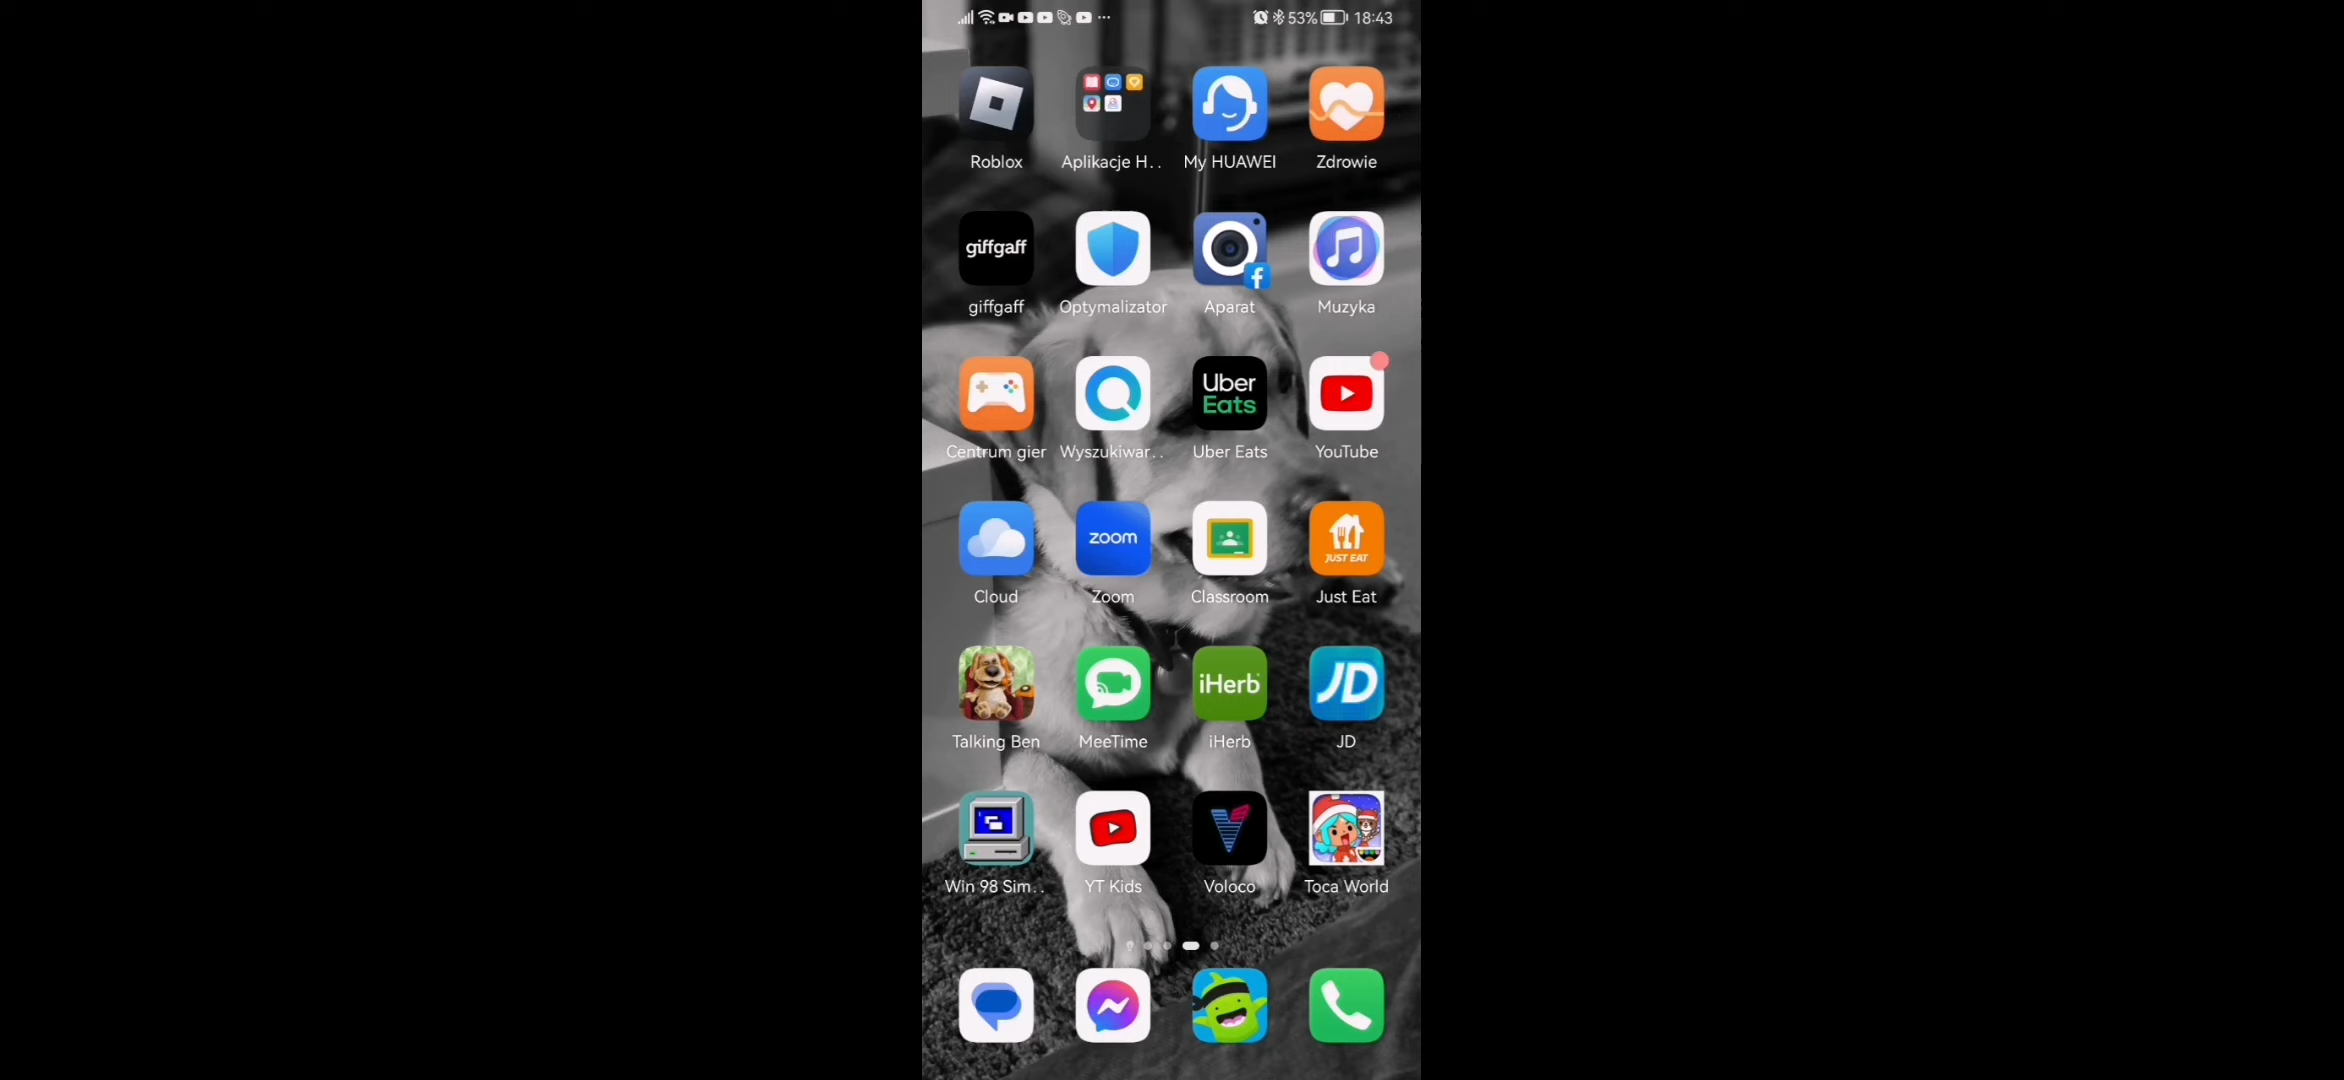 53% 18:43
Roblox Aplikacje H.. My HUAWEI Zdrowie
giffgaff
giffgaff Optymalizator Aparat Muzyka
Uber
Eats
Centrum gier Wyszukiwar.. Uber Eats YouTube
zoom
JUST EAT
Cloud Zoom Classroom Just Eat
iHerb JD
Talking Ben MeeTime iHerb JD
Win 98 Sim.. YT Kids Voloco Toca World